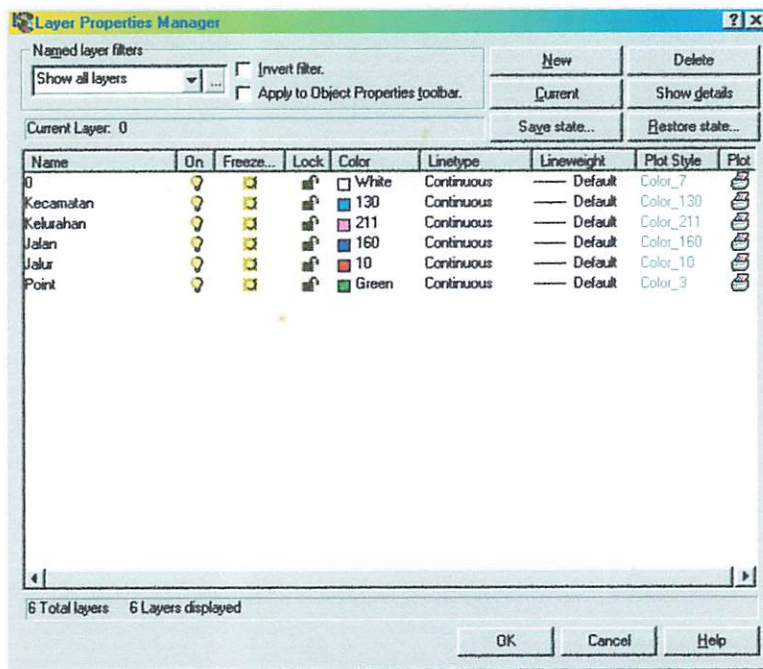 Layer Properties Manager
Named layer filters
Show all layers
...
Invert filter.
Apply to Object Properties toolbar.
New
Delete
Current
Show details
Current Layer: 0
Save state...
Restore state...
Name On Freeze... Lock Color Linetype Lineweight Plot Style Plot
0 White Continuous Default Color_7
Kecamatan 130 Continuous Default Color_130
Kelurahan 211 Continuous Default Color_211
Jalan 160 Continuous Default Color_160
Jalur 10 Continuous Default Color_10
Point Green Continuous Default Color_3
6 Total layers 6 Layers displayed
OK Cancel Help